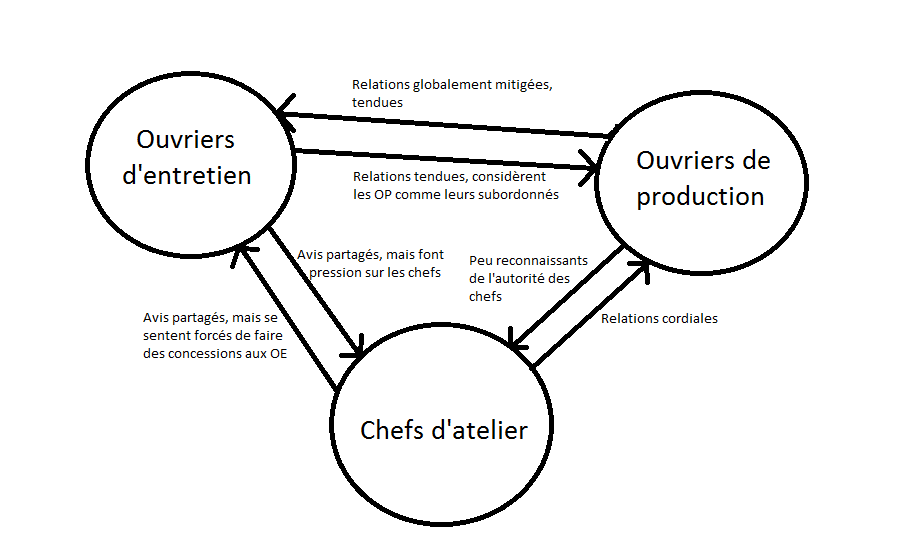 Relations globalement mitigées,
tendues
Ouvriers
d'entretien
Ouvriers de
production
Relations tendues, considèrent
les OP comme leurs subordonnés
Avis partagés, mais font
pression sur les chefs
Peu reconnaissants
de l'autorité des
chefs
Avis partagés, mais se
sentent forcés de faire
des concessions aux OE
Relations cordiales
Chefs d'atelier